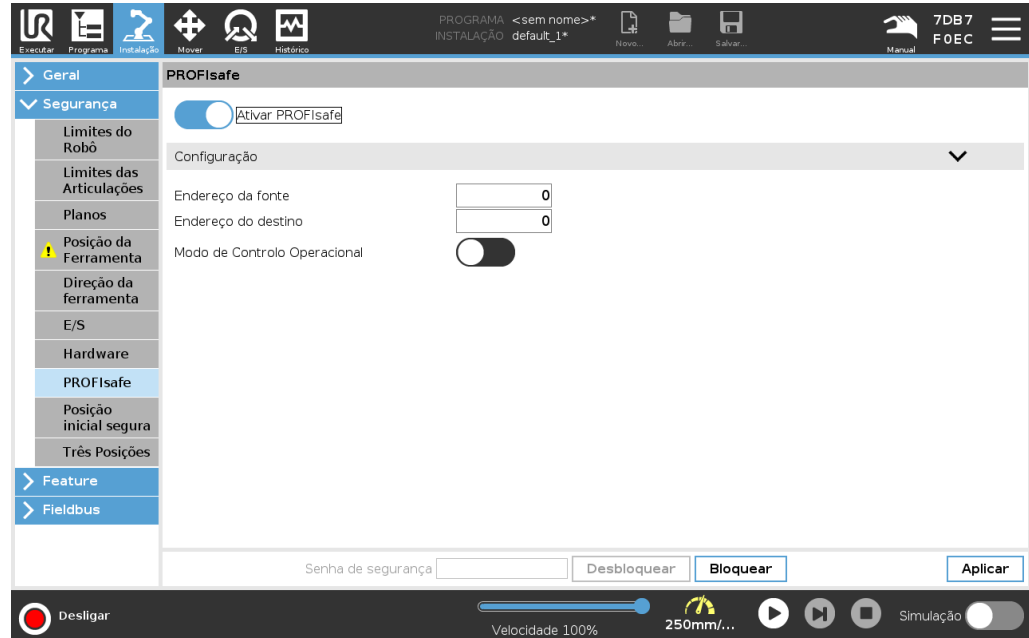 PROGRAMA <sem nome>*
INSTALAÇÃO default_1*
Executar
Programa
Instalação
Mover
E/S
Histórico
Novo...
Abrir...
Salvar...
Manual
7DB7
F0EC
Geral
Segurança
Limites do
Robô
Limites das
Articulações
Planos
Posição da
Ferramenta
Direção da
ferramenta
E/S
Hardware
PROFIsafe
Posição
inicial segura
Três Posições
Feature
Fieldbus
PROFIsafe
Ativar PROFIsafe
Configuração
Endereço da fonte 0
Endereço do destino 0
Modo de Controlo Operacional
Senha de segurança Desbloquear Bloquear Aplicar
Desligar
Velocidade 100%
250mm/...
Simulação